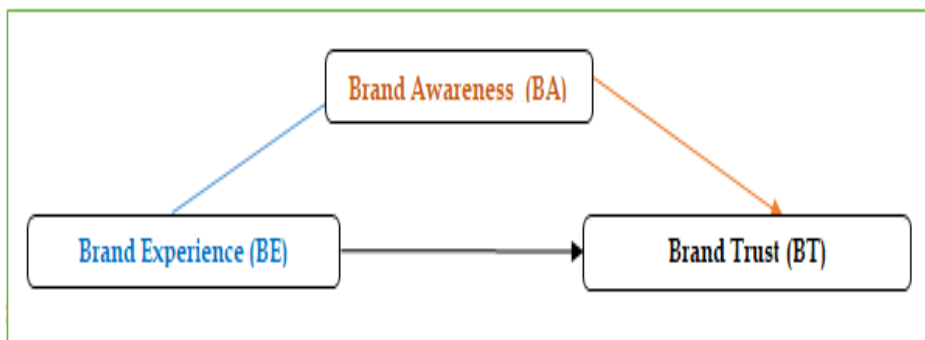 Brand Awareness (BA)
Brand Experience (BE)
Brand Trust (BT)